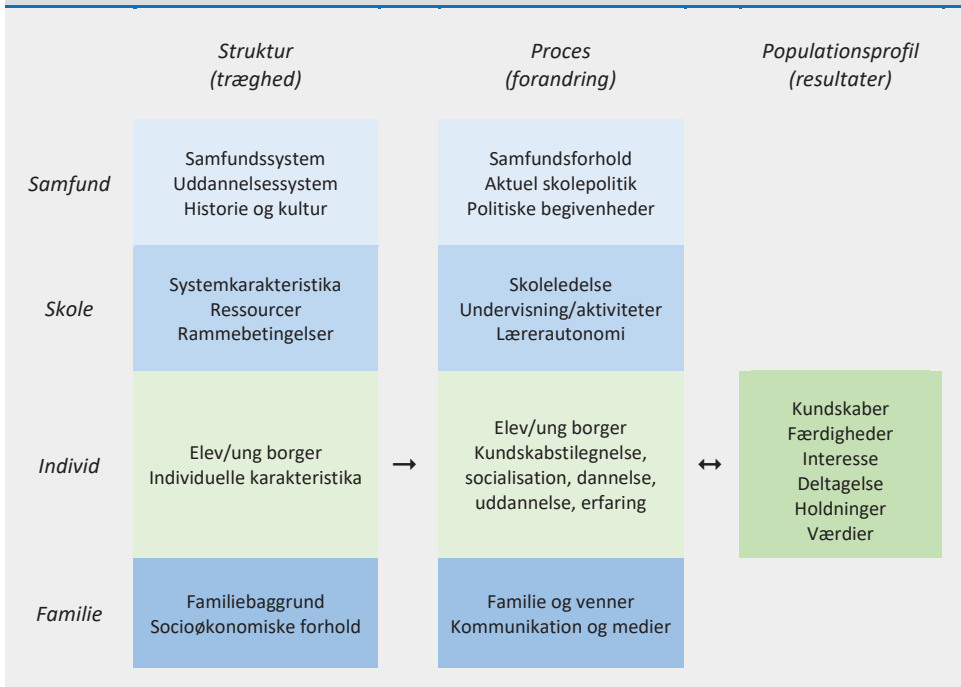 Struktur
(træghed)
Proces
(forandring)
Populationsprofil
(resultater)
Samfund
Samfundssystem
Uddannelsessystem
Historie og kultur
Samfundsforhold
Aktuel skolepolitik
Politiske begivenheder
Skole
Systemkarakteristika
Ressourcer
Rammebetingelser
Skoleledelse
Undervisning/aktiviteter
Lærerautonomi
Individ
Elev/ung borger
Individuelle karakteristika
→
Elev/ung borger
Kundskabstilegnelse,
socialisation, dannelse,
uddannelse, erfaring
↔
Kundskaber
Færdigheder
Interesse
Deltagelse
Holdninger
Værdier
Familie
Familiebaggrund
Socioøkonomiske forhold
Familie og venner
Kommunikation og medier